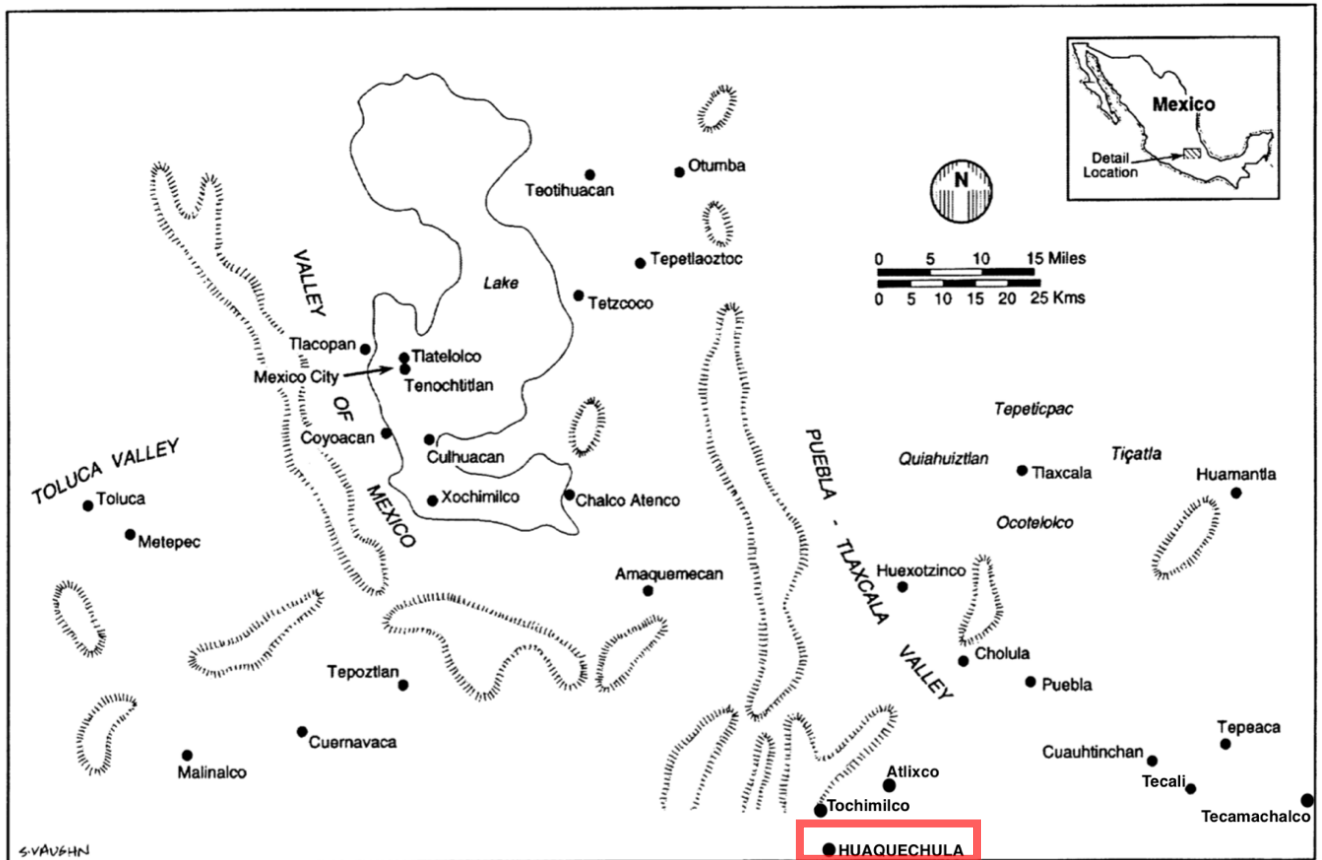 Mexico
Detail
Location
N
0 5 10 15 Miles
0 5 10 15 20 25 Kms
Otumba
Teotihuacan
Tepetlaoztoc
Lake
Tetzcoco
VALLEY
OF
MEXICO
Tlacopan
Tlatelolco
Mexico City
Tenochtitlan
Coyoacan
Culhuacan
Xochimilco
Chalco Atenco
TOLUCA VALLEY
Toluca
Metepec
Amaquemecan
Tepoztlan
Cuernavaca
Malinalco
PUEBLA - TLAXCALA
VALLEY
Tepeticpac
Quiahuiztlan
Tlaxcala
Tiçatla
Ocotelolco
Huamantla
Huexotzinco
Cholula
Puebla
Tepeaca
Cuauhtinchan
Tecali
Tecamachalco
Atlixco
Tochimilco
HUAQUECHULA
S.VAUGHN